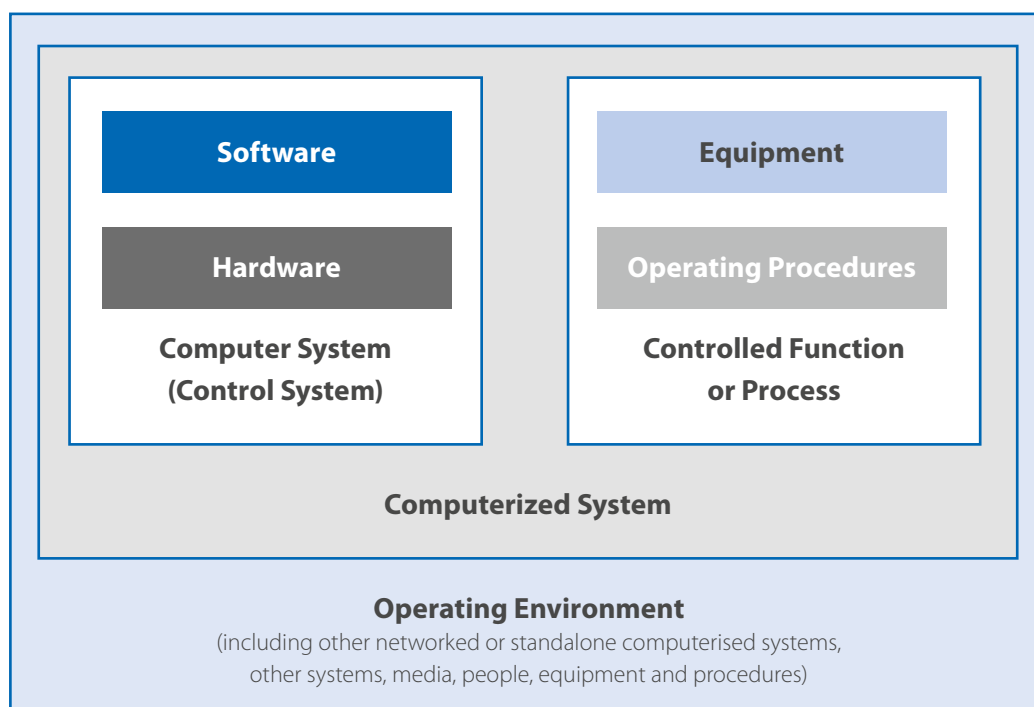 Software
Equipment
Hardware
Operating Procedures
Computer System
(Control System)
Controlled Function
or Process
Computerized System
Operating Environment
(including other networked or standalone computerised systems,
other systems, media, people, equipment and procedures)